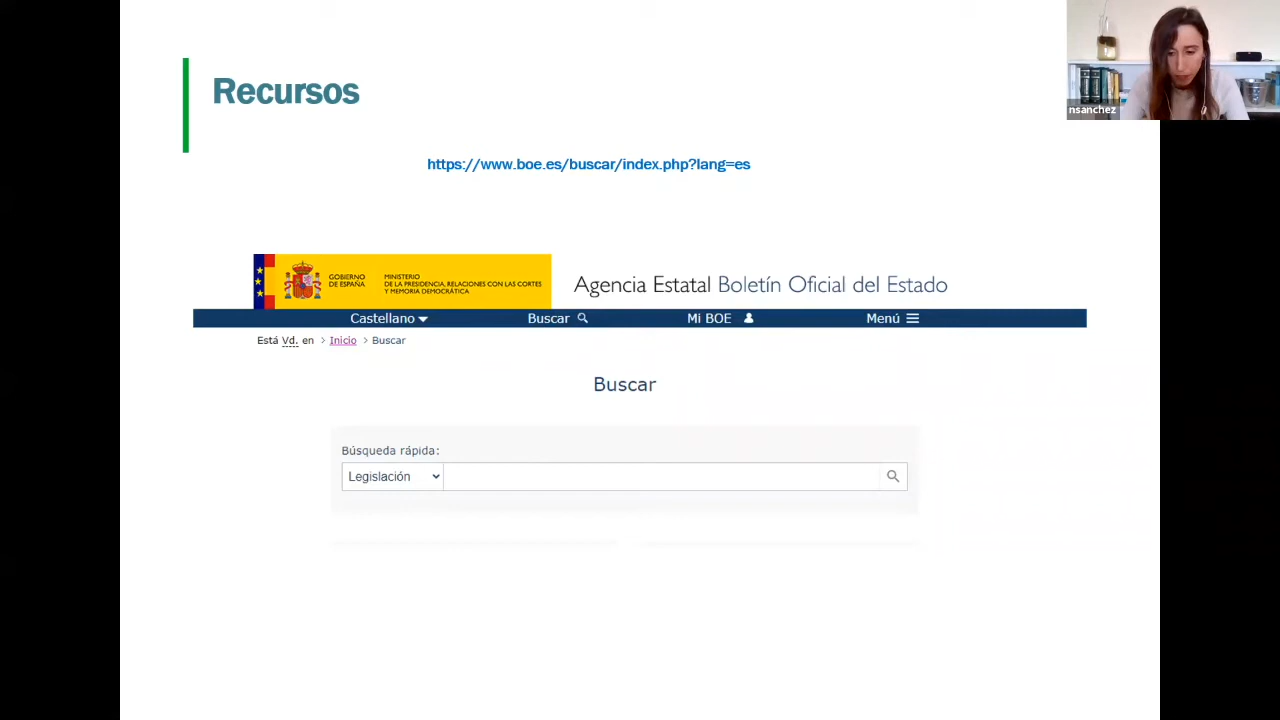 Recursos
nsanchez
https://www.boe.es/buscar/index.php?lang=es
GOBIERNO
DE ESPAÑA
MINISTERIO
DE LA PRESIDENCIA, RELACIONES CON LAS CORTES
Y MEMORIA DEMOCRÁTICA
Agencia Estatal Boletín Oficial del Estado
Castellano
Buscar
Mi BOE
Menú
Está Vd. en > Inicio > Buscar
Buscar
Búsqueda rápida:
Legislación